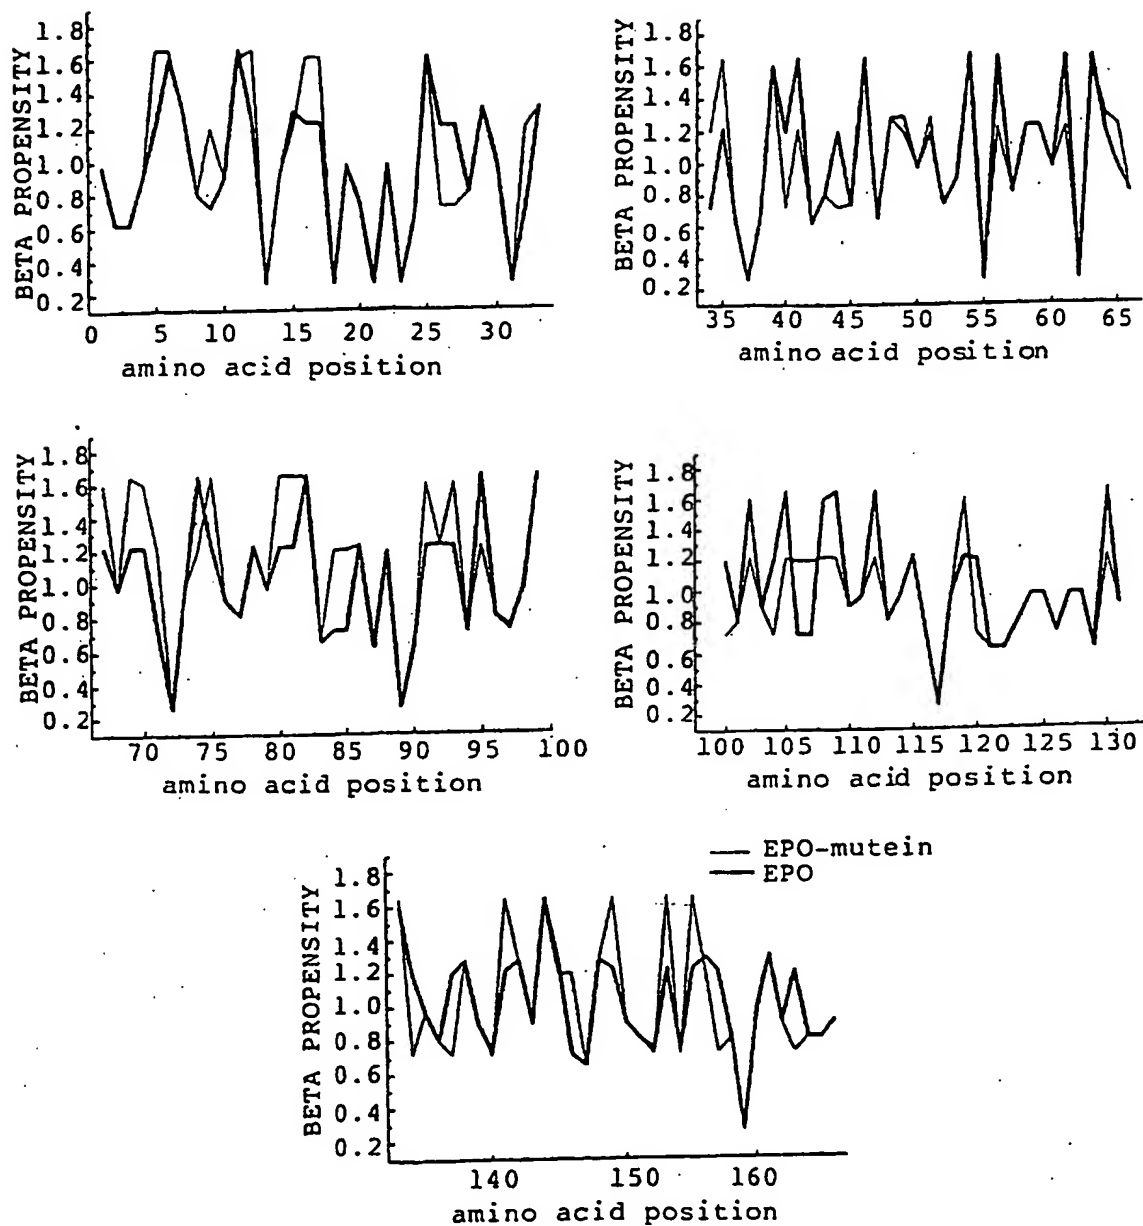 BETA PROPENSITY
1.8
1.6
1.4
1.2
1.0
0.8
0.6
0.4
0.2
0 5 10 15 20 25 30
amino acid position
BETA PROPENSITY
1.8
1.6
1.4
1.2
1.0
0.8
0.6
0.4
0.2
35 40 45 50 55 60 65
amino acid position
BETA PROPENSITY
1.8
1.6
1.4
1.2
1.0
0.8
0.6
0.4
0.2
70 75 80 85 90 95 100
amino acid position
BETA PROPENSITY
1.8
1.6
1.4
1.2
1.0
0.8
0.6
0.4
0.2
100 105 110 115 120 125 130
amino acid position
EPO-mutein
EPO
BETA PROPENSITY
1.8
1.6
1.4
1.2
1.0
0.8
0.6
0.4
0.2
140 150 160
amino acid position